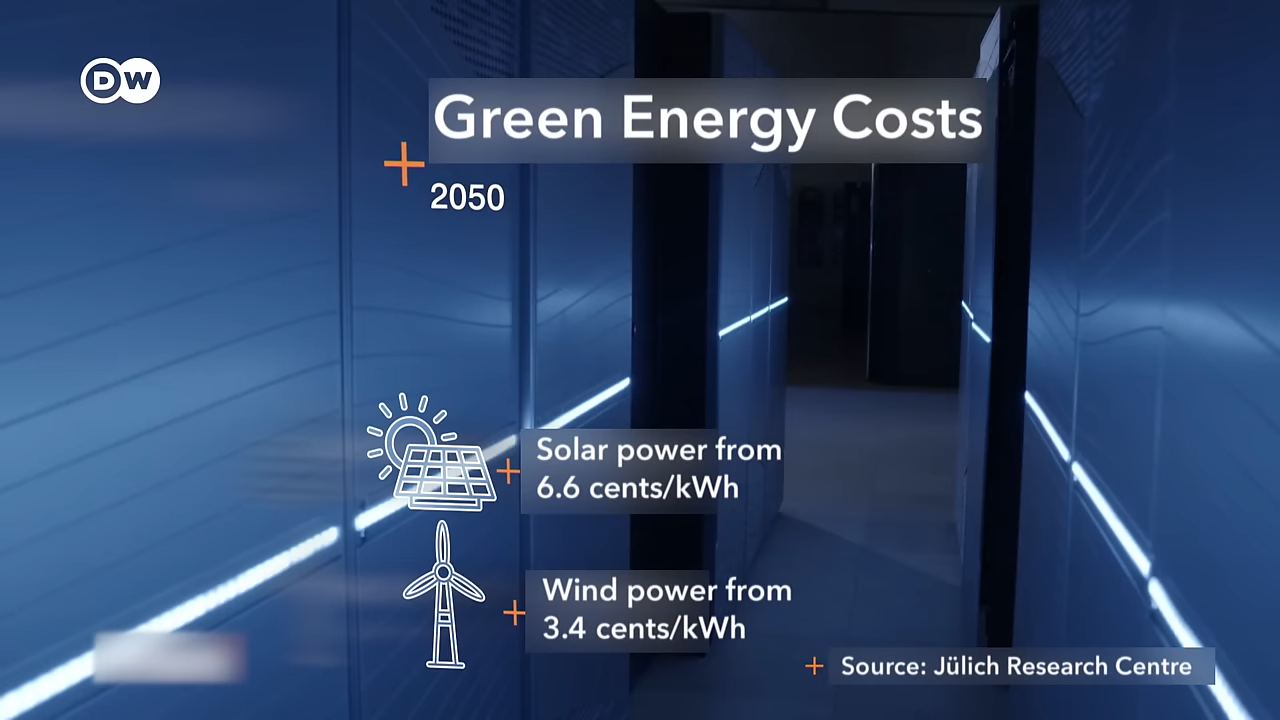 DW
Green Energy Costs
2050
Solar power from
6.6 cents/kWh
Wind power from
3.4 cents/kWh
Source: Jülich Research Centre